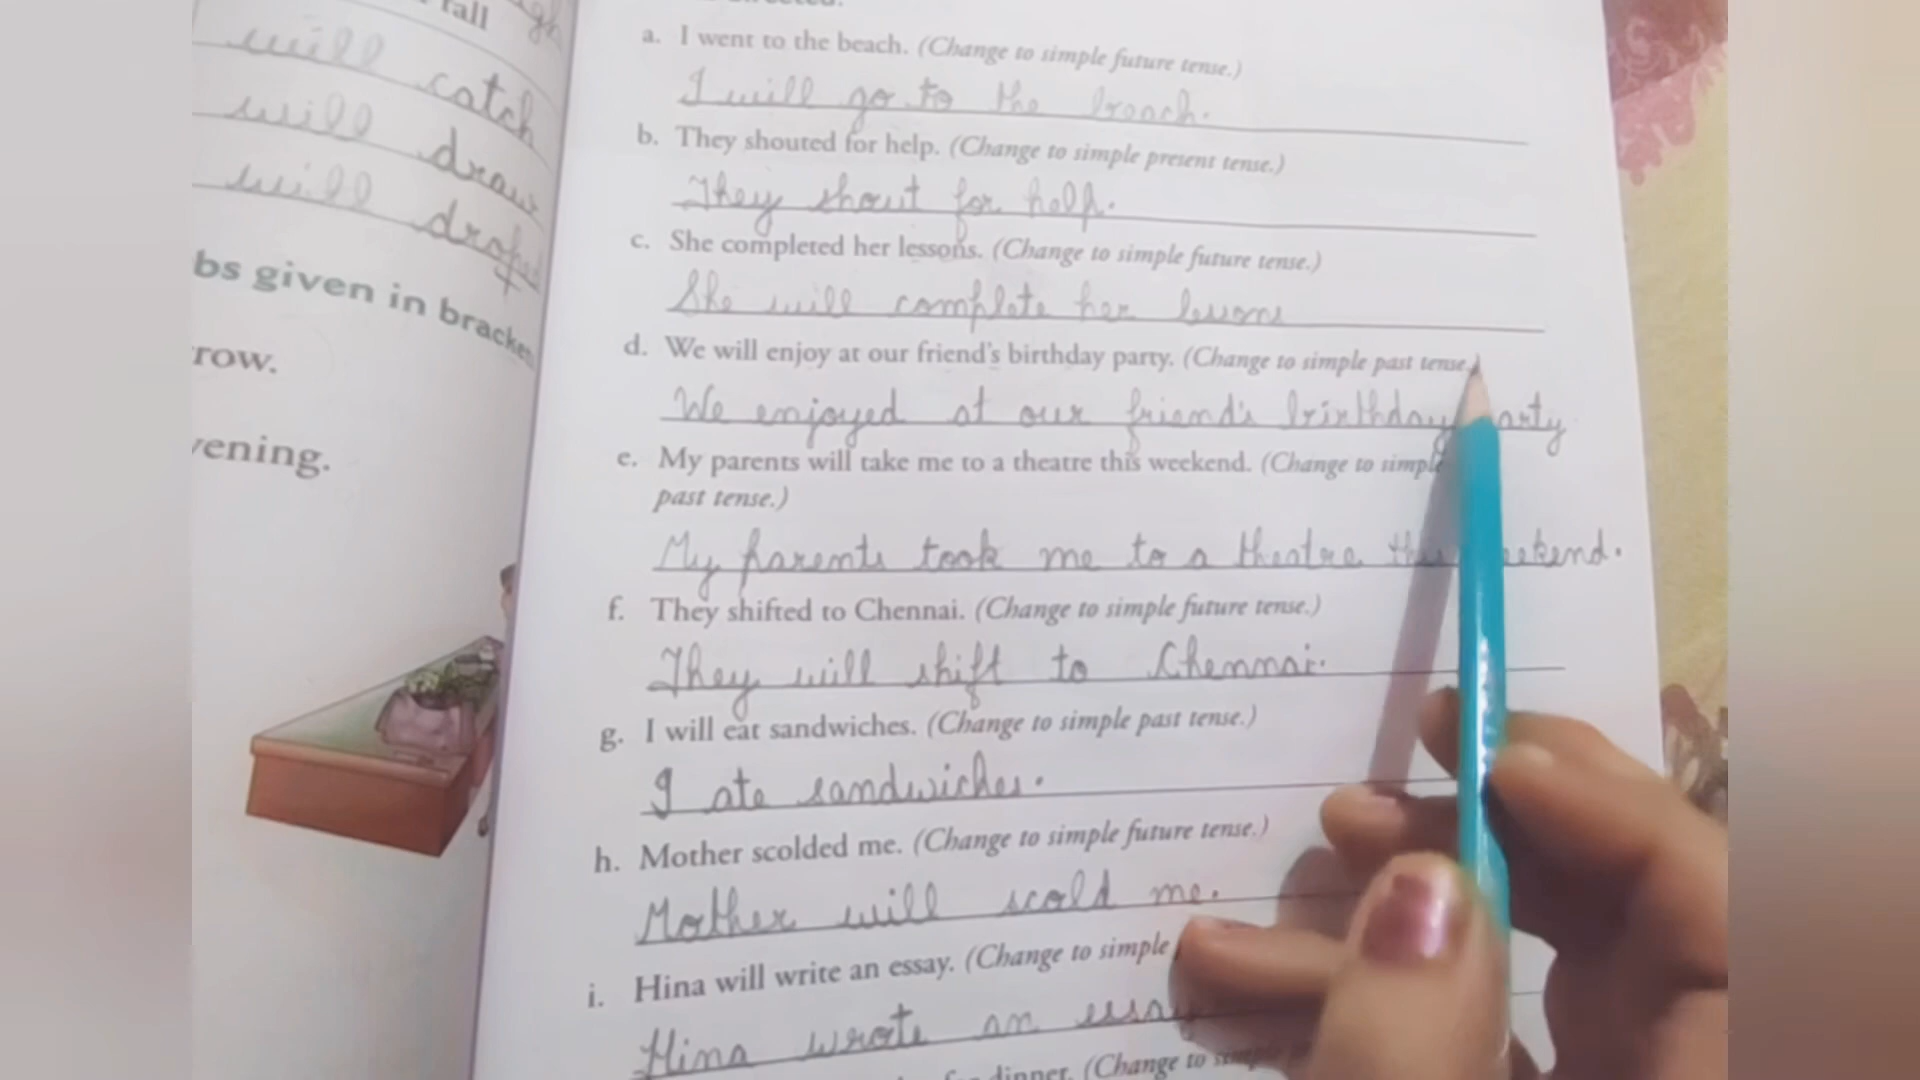 fall
will catch
will draw
will
bs given in bracke
row.
vening.
a. I went to the beach. (Change to simple future tense.)
I will go to the beach.
b. They shouted for help. (Change to simple present tense.)
They shout for help.
c. She completed her lessons. (Change to simple future tense.)
She will complete her lessons
d. We will enjoy at our friend's birthday party. (Change to simple past tense.)
We enjoyed at our friend's brirthday party
e. My parents will take me to a theatre this weekend. (Change to simple
past tense.)
My parents took me to a theatre this weekend.
f. They shifted to Chennai. (Change to simple future tense.)
They will shift to Chennai.
g. I will eat sandwiches. (Change to simple past tense.)
I ate sandwiches.
h. Mother scolded me. (Change to simple future tense.)
Mother will scold me.
i. Hina will write an essay. (Change to simple
Hina wrote an essay
dinner. (Change to simple